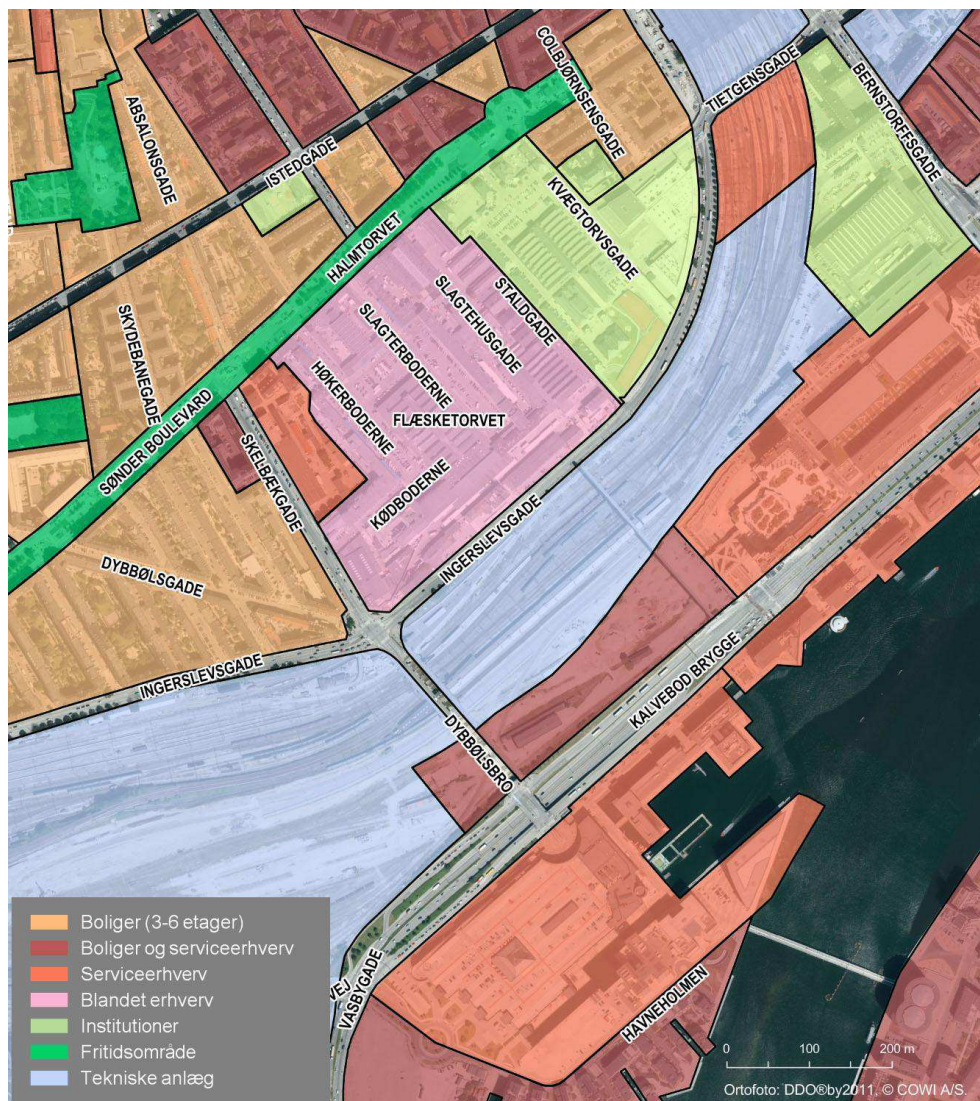 COLBJØRNSENSGADE
TIETGENSGADE
BERNSTORFFSGADE
ABSALONSGADE
ISTEDGADE
KVÆGTORVSGADE
HALMTORVET
STALDGADE
SLAGTEHUSGADE
SLAGTERBODERNE
HØKERBODERNE
SKYDEBANEGADE
FLÆSKETORVET
SØNDER BOULEVARD
SKELBÆKGADE
KØDBODERNE
INGERSLEVSGADE
DYBBØLSGADE
INGERSLEVSGADE
KALVEBOD BRYGGE
DYBBØLSBRO
VEJ
VASBYGADE
HAVNEHOLMEN
Boliger (3-6 etager)
Boliger og serviceerhverv
Serviceerhverv
Blandet erhverv
Institutioner
Fritidsområde
Tekniske anlæg
0 100 200 m
Ortofoto: DDO®by2011, © COWI A/S.